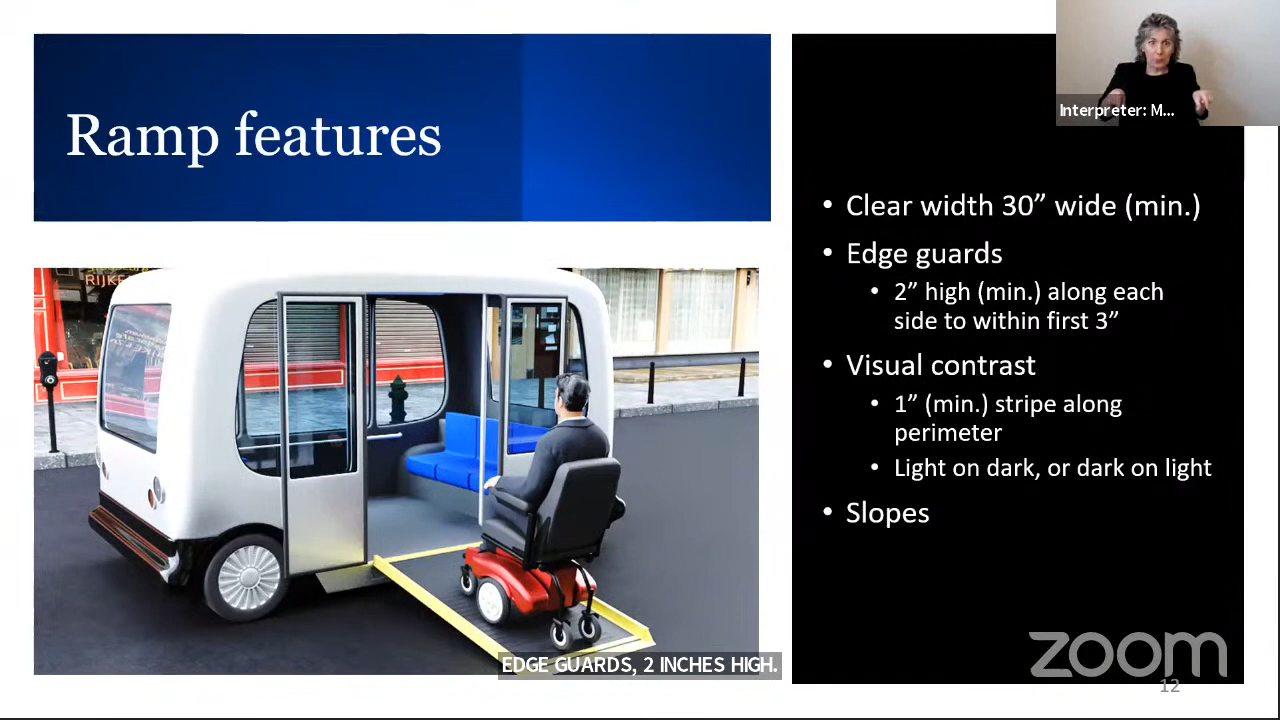 Ramp features
Interpreter: M...
• Clear width 30” wide (min.)
• Edge guards
• 2” high (min.) along each
side to within first 3”
• Visual contrast
• 1” (min.) stripe along
perimeter
• Light on dark, or dark on light
• Slopes
RIJKE
EDGE GUARDS, 2 INCHES HIGH.
zoom
12